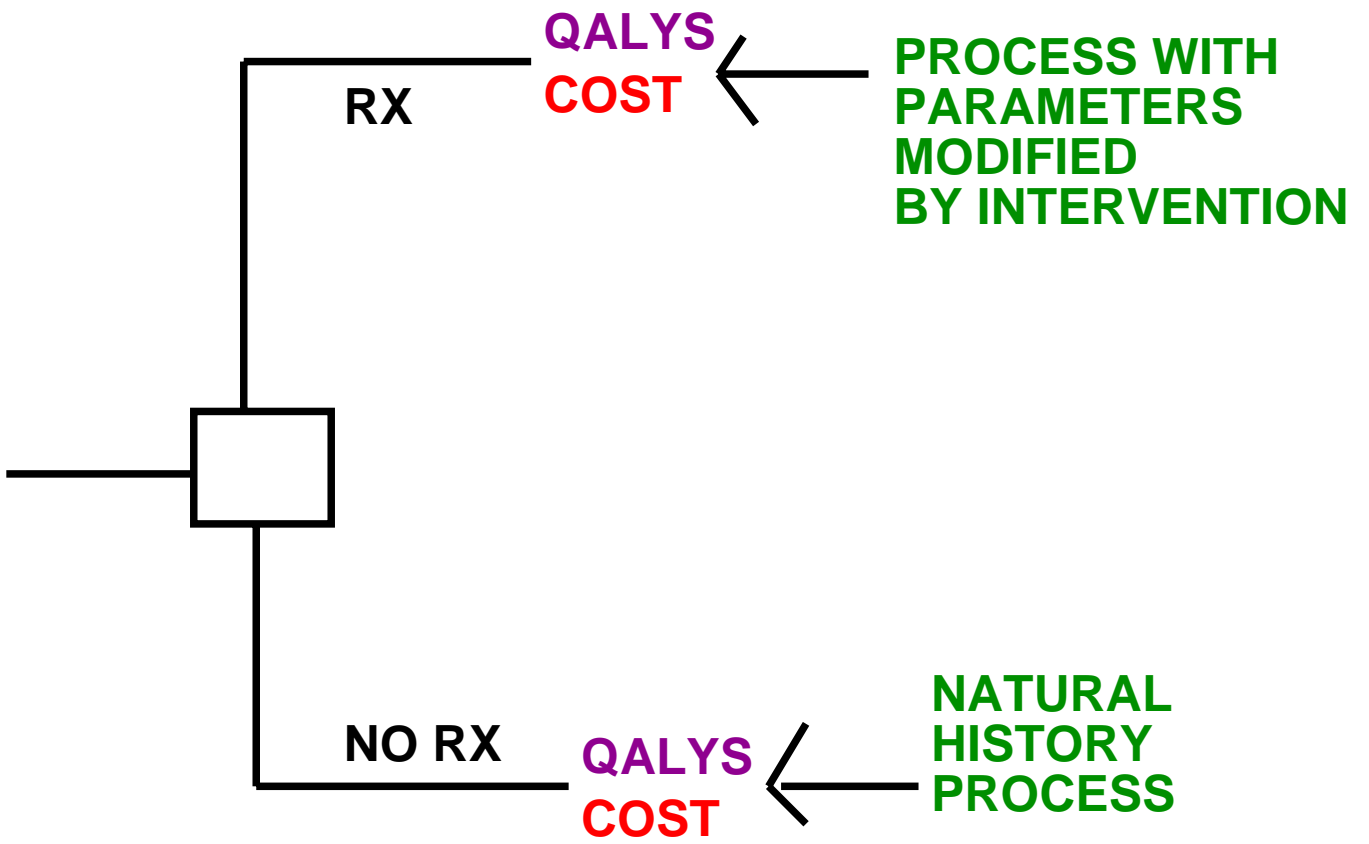 QALYS
COST
RX
PROCESS WITH
PARAMETERS
MODIFIED
BY INTERVENTION
NO RX
QALYS
COST
NATURAL
HISTORY
PROCESS